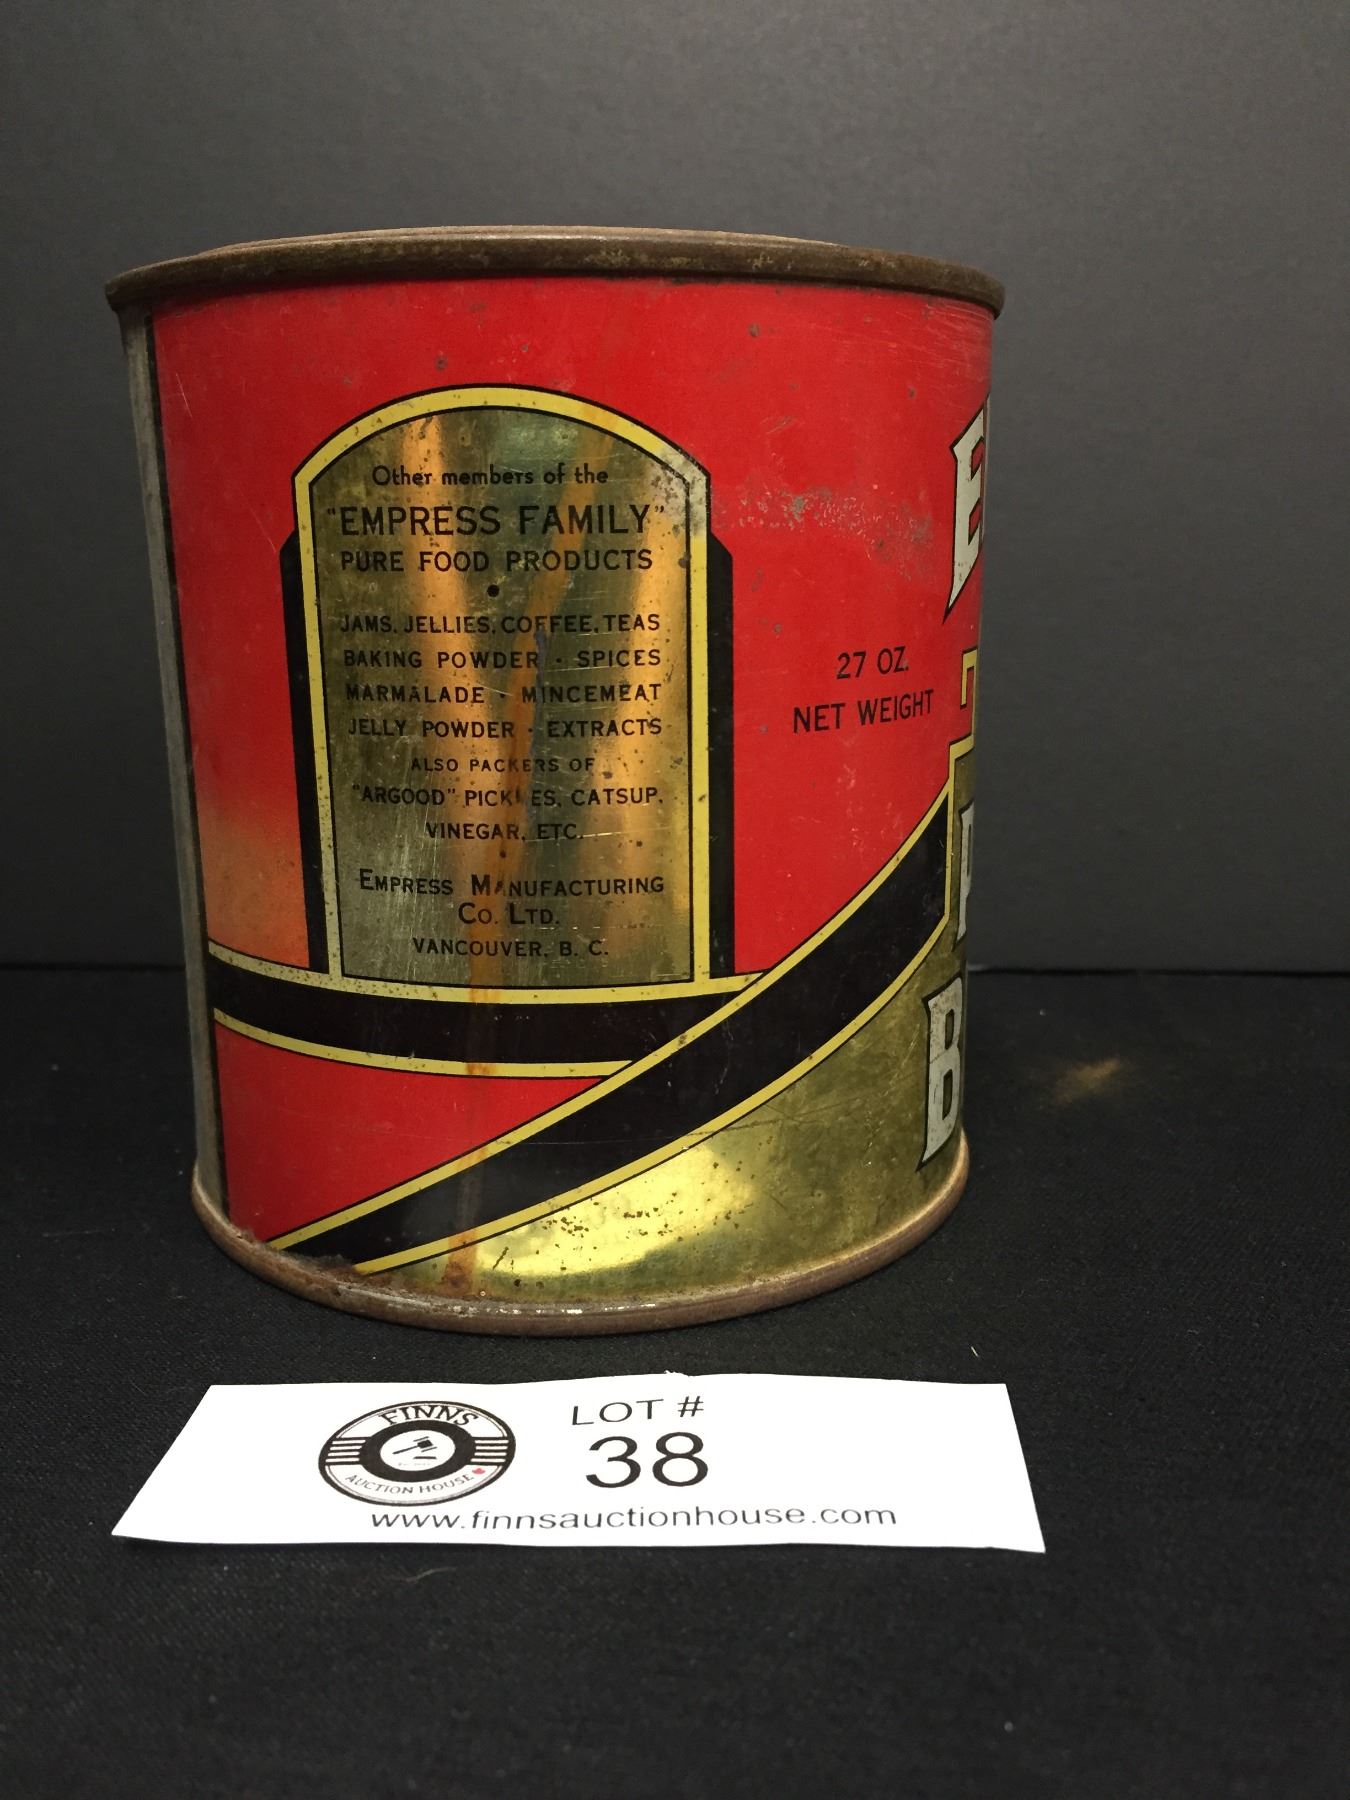 Other members of the
"EMPRESS FAMILY"
PURE FOOD PRODUCTS
JAMS, JELLIES, COFFEE, TEAS
BAKING POWDER · SPICES
MARMALADE · MINCEMEAT
JELLY POWDER · EXTRACTS
ALSO PACKERS OF
"ARGOOD" PICKLES, CATSUP,
VINEGAR, ETC.
EMPRESS MANUFACTURING
CO. LTD.
VANCOUVER, B. C.
27 OZ.
NET WEIGHT
FINNS
AUCTION HOUSE
LOT #
38
www.finnsauctionhouse.com